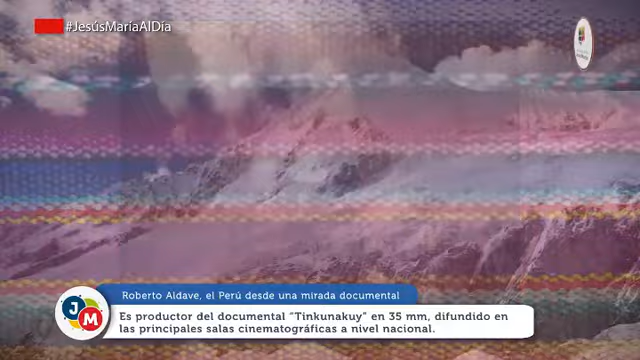 #JesúsMaríaAlDía
Roberto Aldave, el Perú desde una mirada documental
JM
Es productor del documental “Tinkunakuy” en 35 mm, difundido en
las principales salas cinematográficas a nivel nacional.